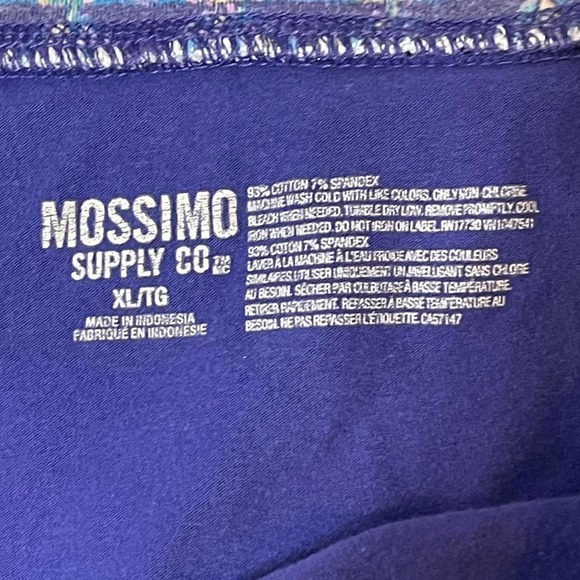 MOSSIMO
SUPPLY CO TM MC
XL/TG
MADE IN INDONESIA
FABRIQUÉ EN INDONESIE
93% COTTON 7% SPANDEX
MACHINE WASH COLD WITH LIKE COLORS. ONLY NON-CHLORINE
BLEACH WHEN NEEDED. TUMBLE DRY LOW. REMOVE PROMPTLY. COOL
IRON WHEN NEEDED. DO NOT IRON ON LABEL. RN17730 VN1047541
93% COTON 7% SPANDEX
LAVER À LA MACHINE À L'EAU FROIDE AVEC DES COULEURS
SIMILAIRES. UTILISER UNIQUEMENT UN JAVELLISANT SANS CHLORE
AU BESOIN. SÉCHER PAR CULBUTAGE À BASSE TEMPÉRATURE.
RETIRER RAPIDEMENT. REPASSER À BASSE TEMPÉRATURE AU
BESOIN. NE PAS REPASSER L'ÉTIQUETTE CA57147